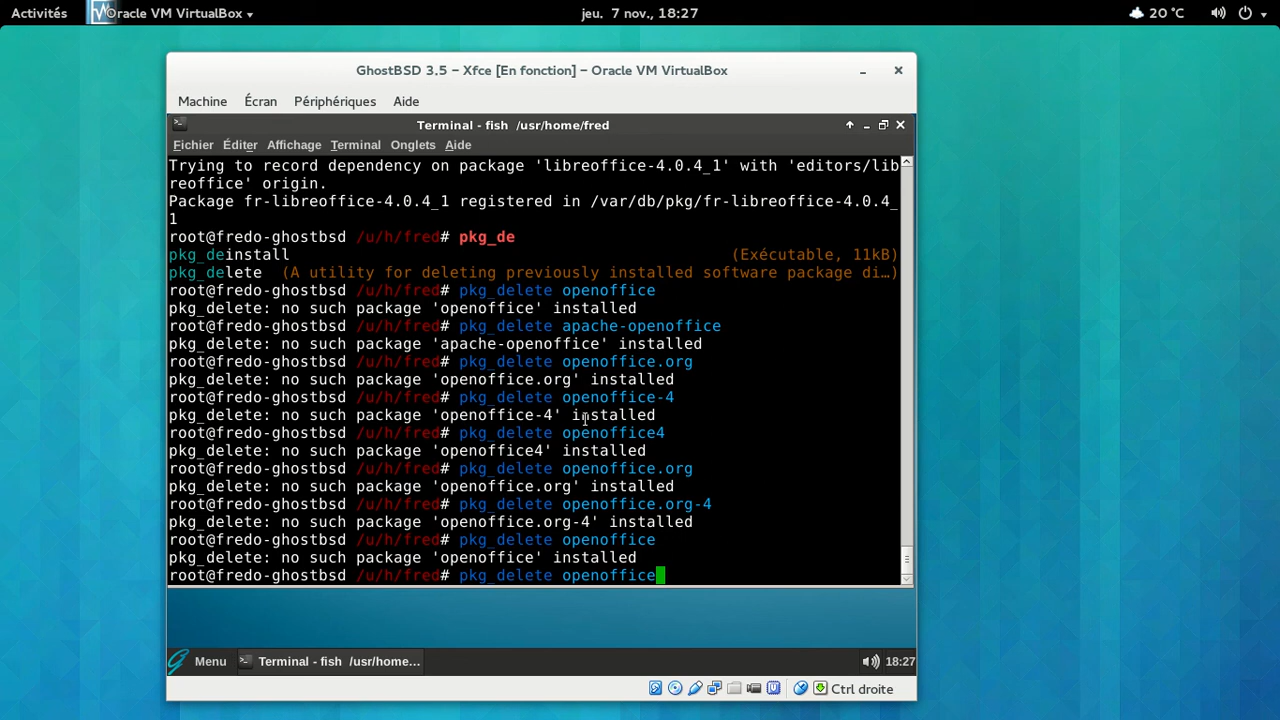 Activités Oracle VM VirtualBox jeu. 7 nov., 18:27 20 °C
GhostBSD 3.5 – Xfce [En fonction] – Oracle VM VirtualBox
Machine Écran Périphériques Aide
Terminal - fish /usr/home/fred
Fichier Éditer Affichage Terminal Onglets Aide
Trying to record dependency on package 'libreoffice-4.0.4_1' with 'editors/lib
reoffice' origin.
Package fr-libreoffice-4.0.4_1 registered in /var/db/pkg/fr-libreoffice-4.0.4_
1
root@fredo-ghostbsd /u/h/fred# pkg_de
pkg_deinstall (Exécutable, 11kB)
pkg_delete (A utility for deleting previously installed software package di…)
root@fredo-ghostbsd /u/h/fred# pkg_delete openoffice
pkg_delete: no such package 'openoffice' installed
root@fredo-ghostbsd /u/h/fred# pkg_delete apache-openoffice
pkg_delete: no such package 'apache-openoffice' installed
root@fredo-ghostbsd /u/h/fred# pkg_delete openoffice.org
pkg_delete: no such package 'openoffice.org' installed
root@fredo-ghostbsd /u/h/fred# pkg_delete openoffice-4
pkg_delete: no such package 'openoffice-4' installed
root@fredo-ghostbsd /u/h/fred# pkg_delete openoffice4
pkg_delete: no such package 'openoffice4' installed
root@fredo-ghostbsd /u/h/fred# pkg_delete openoffice.org
pkg_delete: no such package 'openoffice.org' installed
root@fredo-ghostbsd /u/h/fred# pkg_delete openoffice.org-4
pkg_delete: no such package 'openoffice.org-4' installed
root@fredo-ghostbsd /u/h/fred# pkg_delete openoffice
pkg_delete: no such package 'openoffice' installed
root@fredo-ghostbsd /u/h/fred# pkg_delete openoffice
Menu Terminal - fish /usr/home... 18:27
Ctrl droite